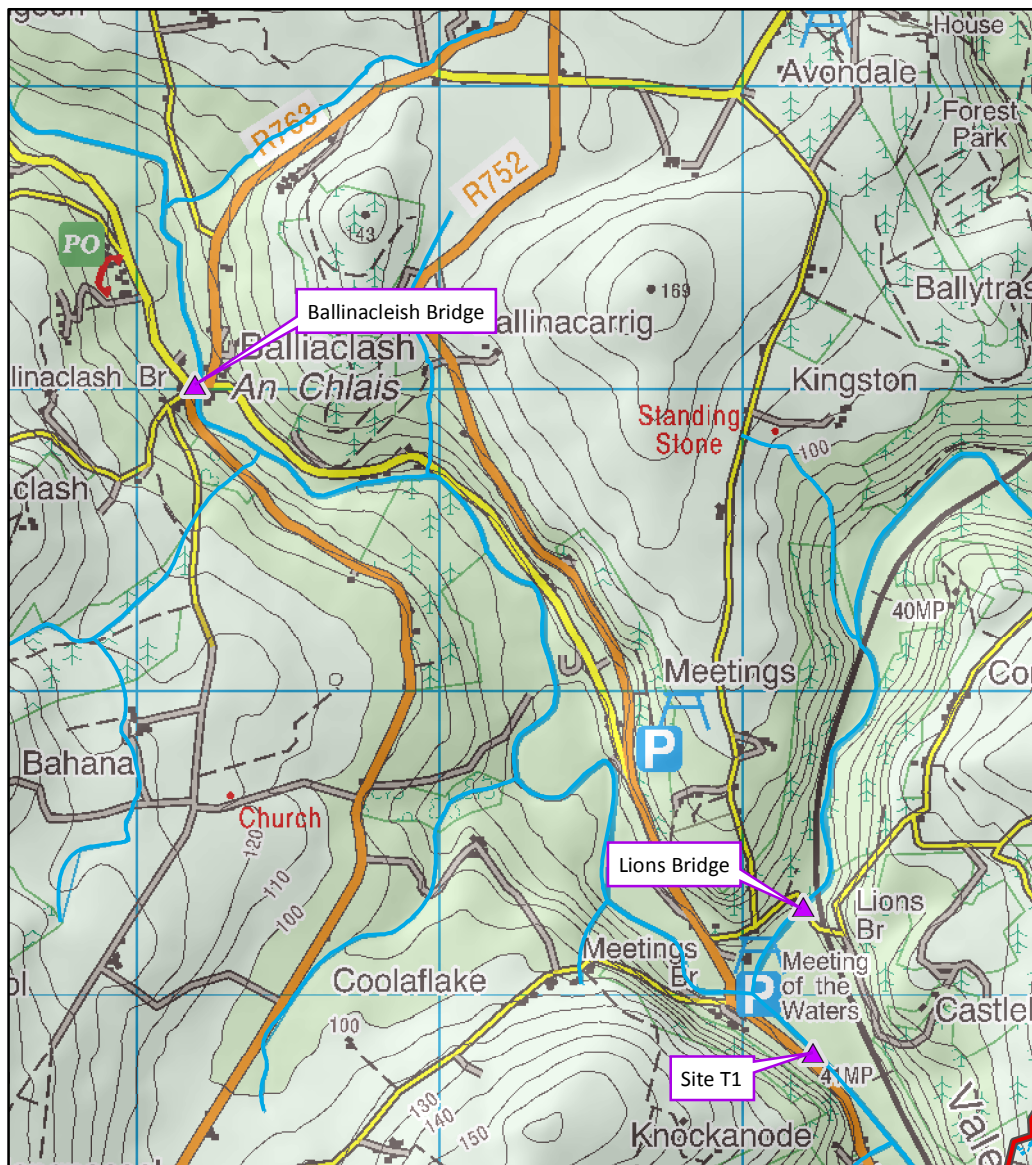 House
Avondale
Forest
Park
R763
R752
143
PO
169
Ballytras
Ballinacleish Bridge
allinacarrig
Balliaclash
An Chlais
linaclash Br
Kingston
Standing
Stone
100
clash
40MP
Meetings
Co
P
Bahana
Church
120
110
100
Lions Bridge
Lions
Br
Meetings
Br
Meeting
of the
Waters
P
Coolaflake
Castle
100
Site T1
41MP
130
140
150
Knockanode
Vale